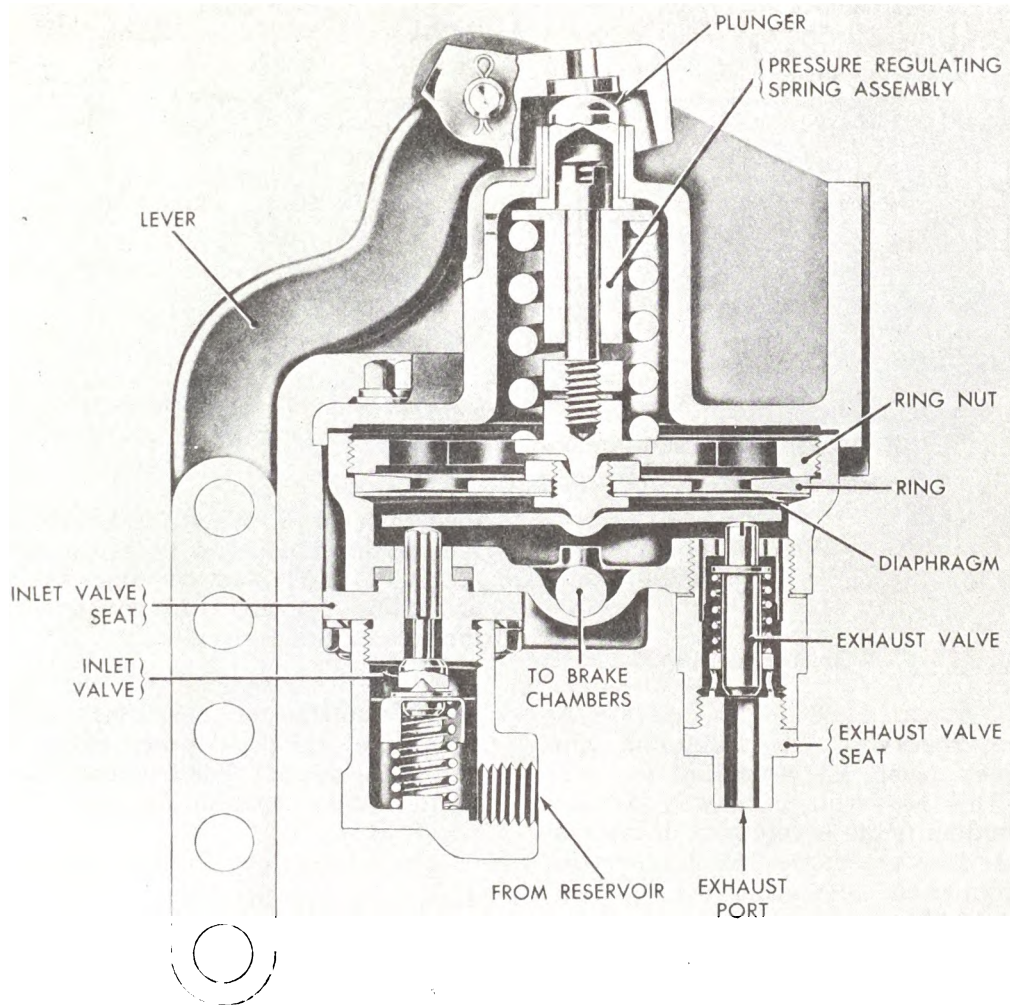 PLUNGER
PRESSURE REGULATING
SPRING ASSEMBLY
LEVER
RING NUT
RING
DIAPHRAGM
INLET VALVE
SEAT
EXHAUST VALVE
INLET
VALVE
TO BRAKE
CHAMBERS
EXHAUST VALVE
SEAT
FROM RESERVOIR
EXHAUST
PORT